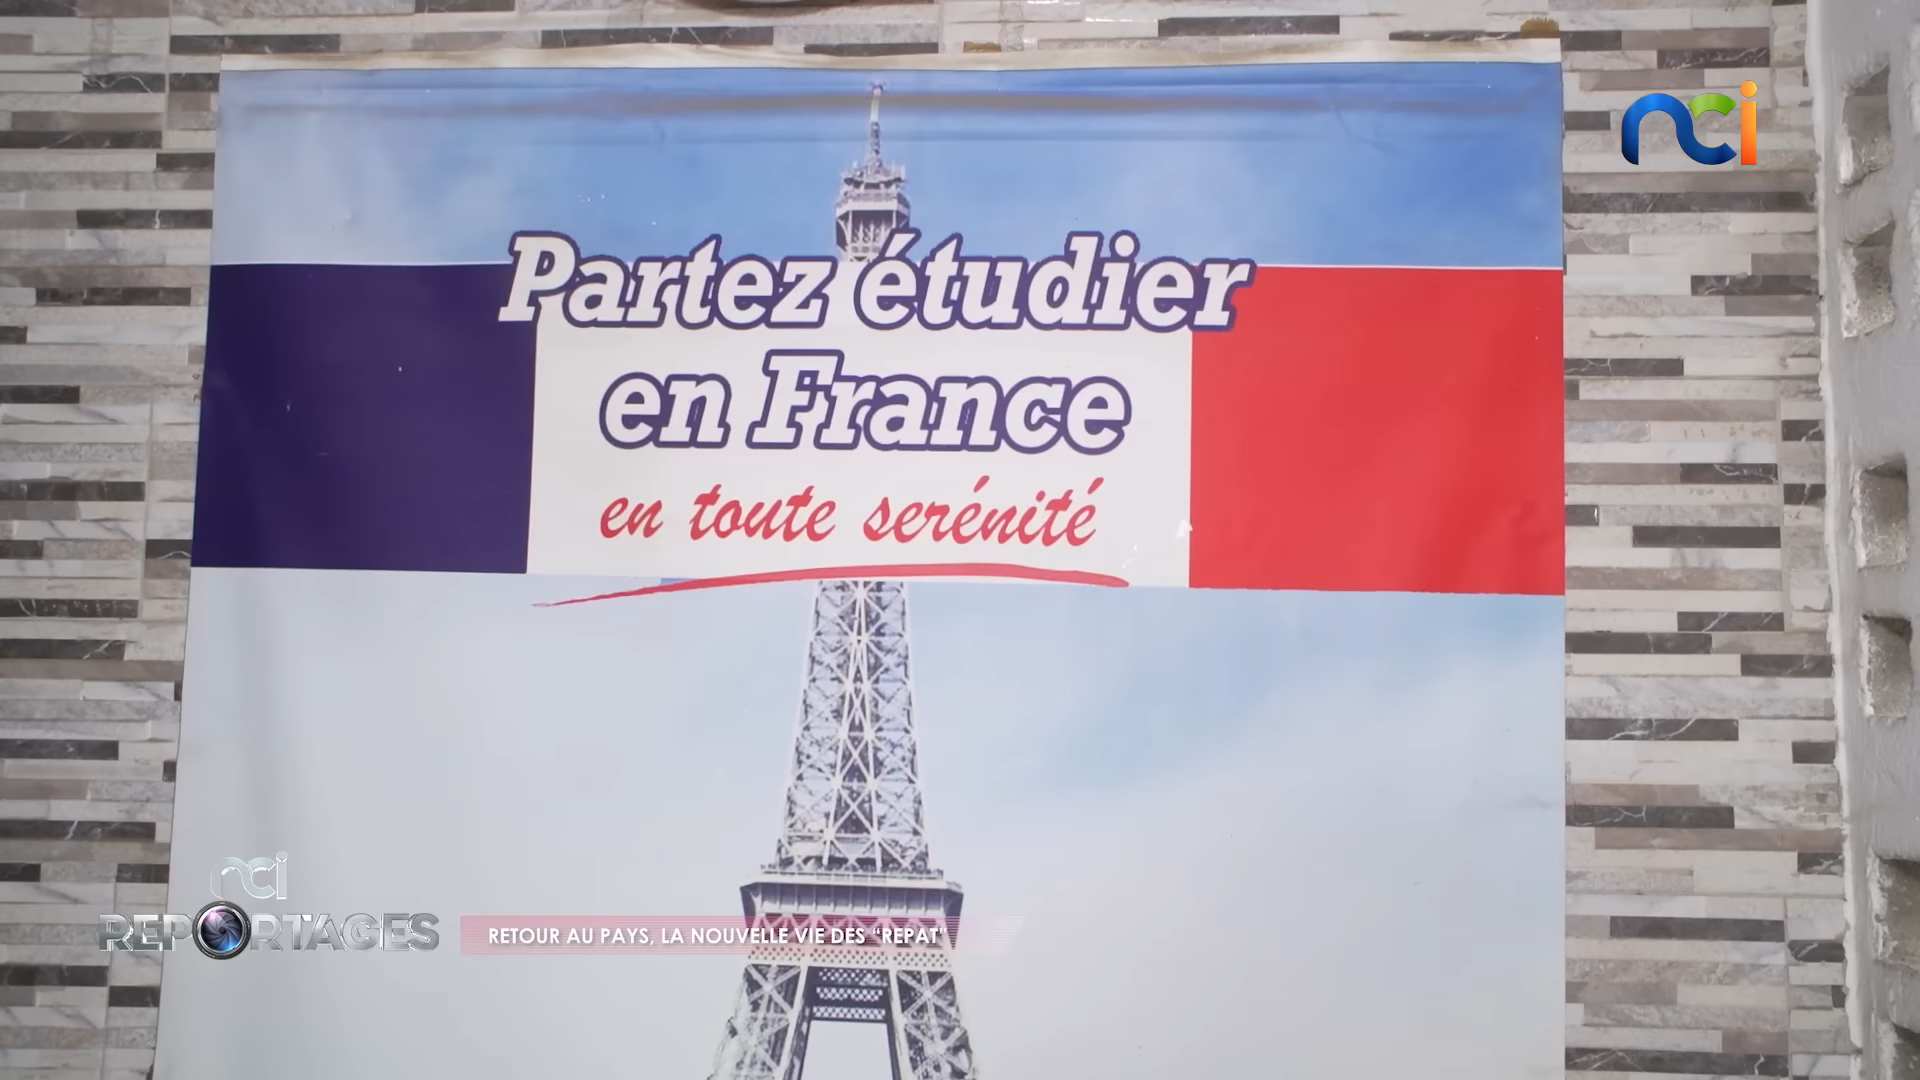 nci
Partez étudier
en France
en toute serénité
nci
REPORTAGES
RETOUR AU PAYS, LA NOUVELLE VIE DES “REPAT”